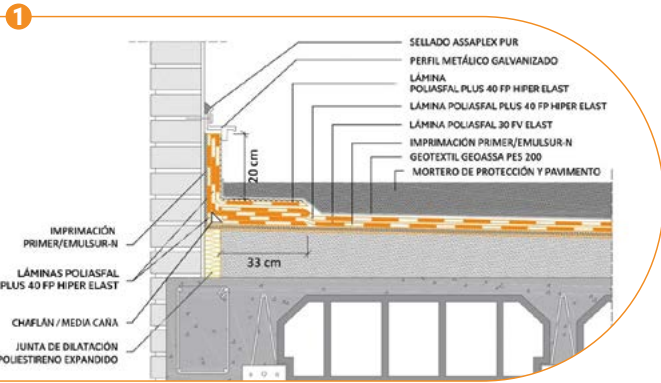 1
SELLADO ASSAPLEX PUR
PERFIL METÁLICO GALVANIZADO
LÁMINA
POLIASFAL PLUS 40 FP HIPER ELAST
LÁMINA POLIASFAL PLUS 40 FP HIPER ELAST
LÁMINA POLIASFAL 30 FV ELAST
IMPRIMACIÓN PRIMER/EMULSUR-N
GEOTEXTIL GEOASSA PES 200
MORTERO DE PROTECCIÓN Y PAVIMENTO
20 cm
33 cm
IMPRIMACIÓN
PRIMER/EMULSUR-N
LÁMINAS POLIASFAL
PLUS 40 FP HIPER ELAST
CHAFLÁN / MEDIA CAÑA
JUNTA DE DILATACIÓN
POLIESTIRENO EXPANDIDO